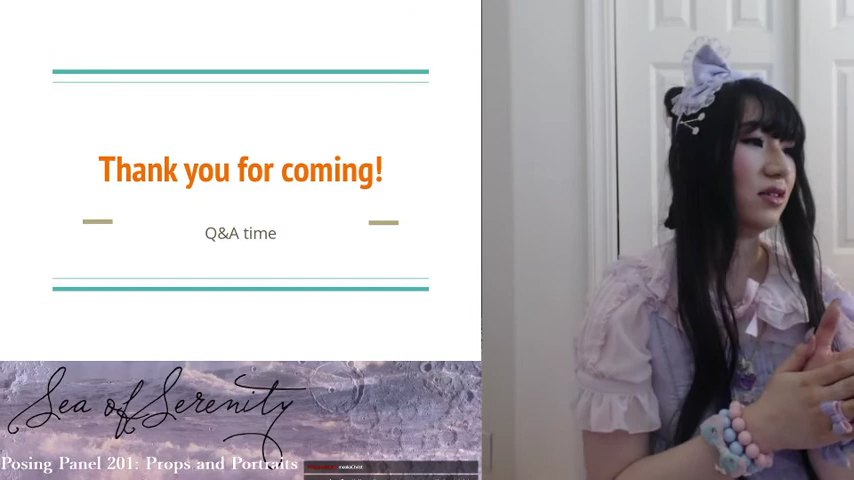 Thank you for coming!
Q&A time
Sea of Serenity
Posing Panel 201: Props and Portraits